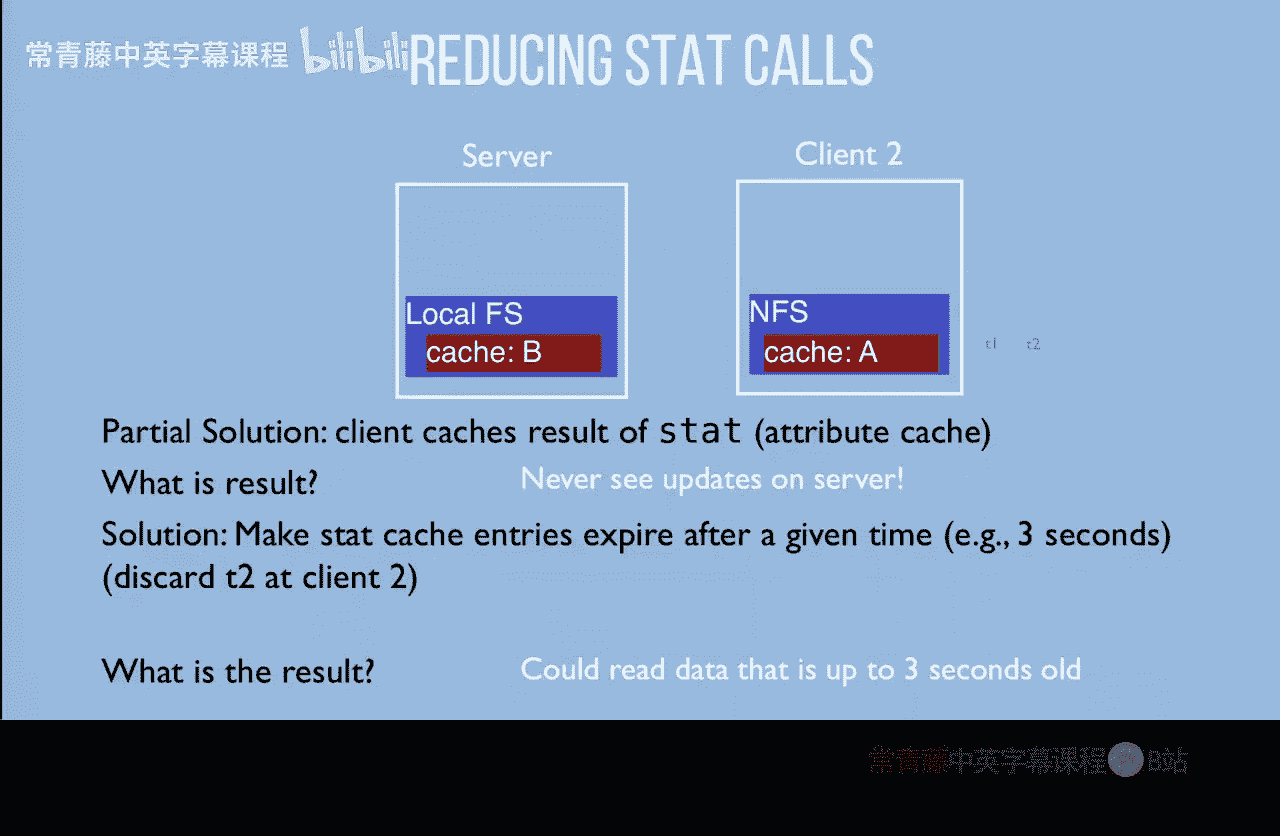 常青藤中英字幕课程 bilibili
REDUCING STAT CALLS
Server
Client 2
Local FS
cache: B
NFS
cache: A
t1 t2
Partial Solution: client caches result of stat (attribute cache)
What is result?
Never see updates on server!
Solution: Make stat cache entries expire after a given time (e.g., 3 seconds)
(discard t2 at client 2)
What is the result?
Could read data that is up to 3 seconds old
常青藤中英字幕课程
B站